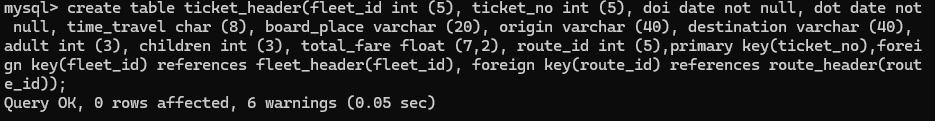 mysql> create table ticket_header(fleet_id int (5), ticket_no int (5), doi date not null, dot date not
 null, time_travel char (8), board_place varchar (20), origin varchar (40), destination varchar (40),
adult int (3), children int (3), total_fare float (7,2), route_id int (5),primary key(ticket_no),forei
gn key(fleet_id) references fleet_header(fleet_id), foreign key(route_id) references route_header(rout
e_id));
Query OK, 0 rows affected, 6 warnings (0.05 sec)